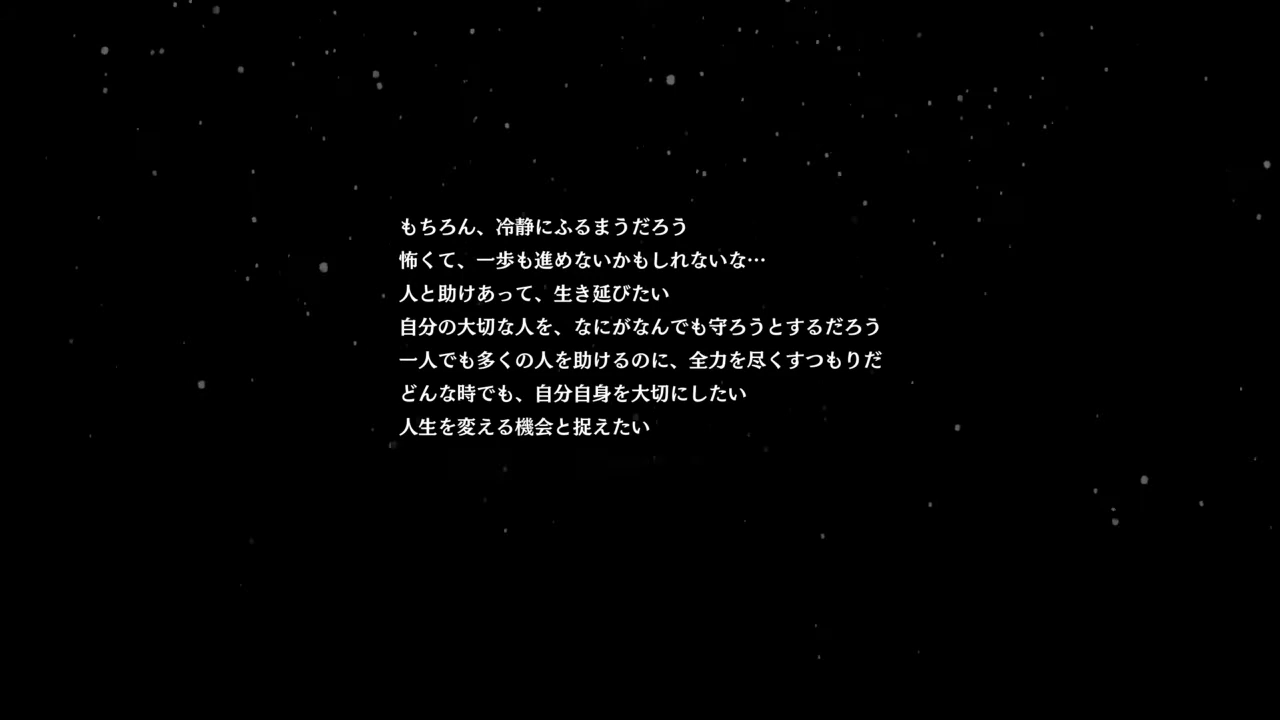 もちろん、冷静にふるまうだろう
怖くて、一歩も進めないかもしれないな…
人と助けあって、生き延びたい
自分の大切な人を、なにがなんでも守ろうとするだろう
一人でも多くの人を助けるのに、全力を尽くすつもりだ
どんな時でも、自分自身を大切にしたい
人生を変える機会と捉えたい